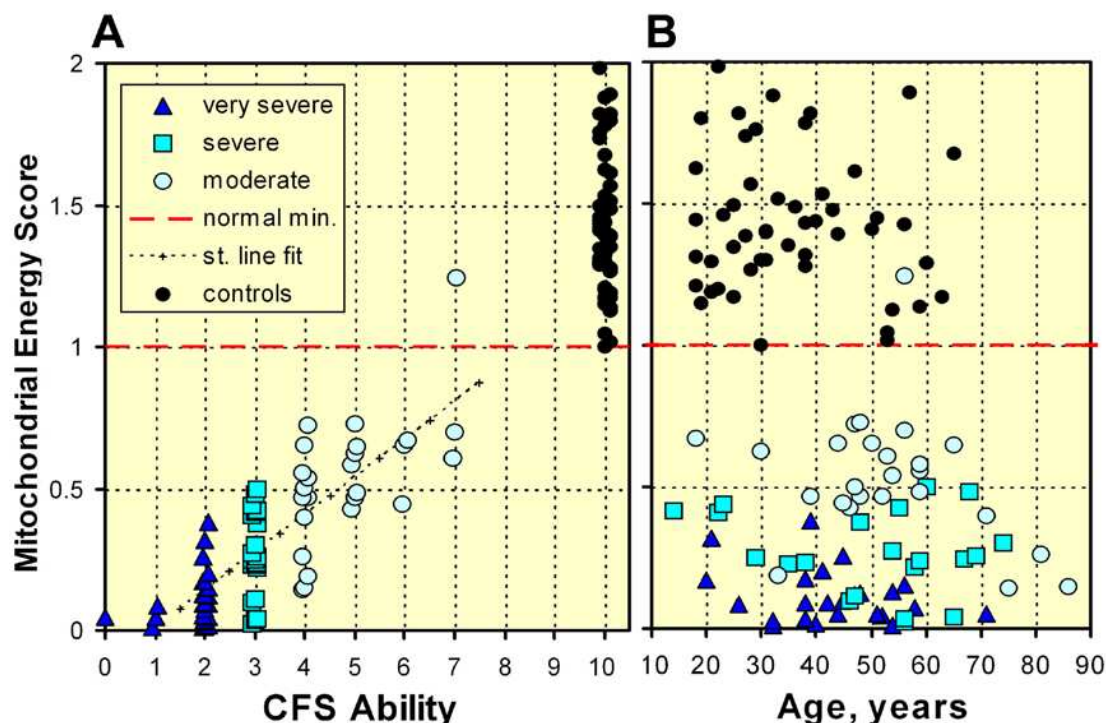 A
B
Mitochondrial Energy Score
2
1.5
1
0.5
0
very severe
severe
moderate
normal min.
st. line fit
controls
0 1 2 3 4 5 6 7 8 9 10
10 20 30 40 50 60 70 80 90
CFS Ability
Age, years